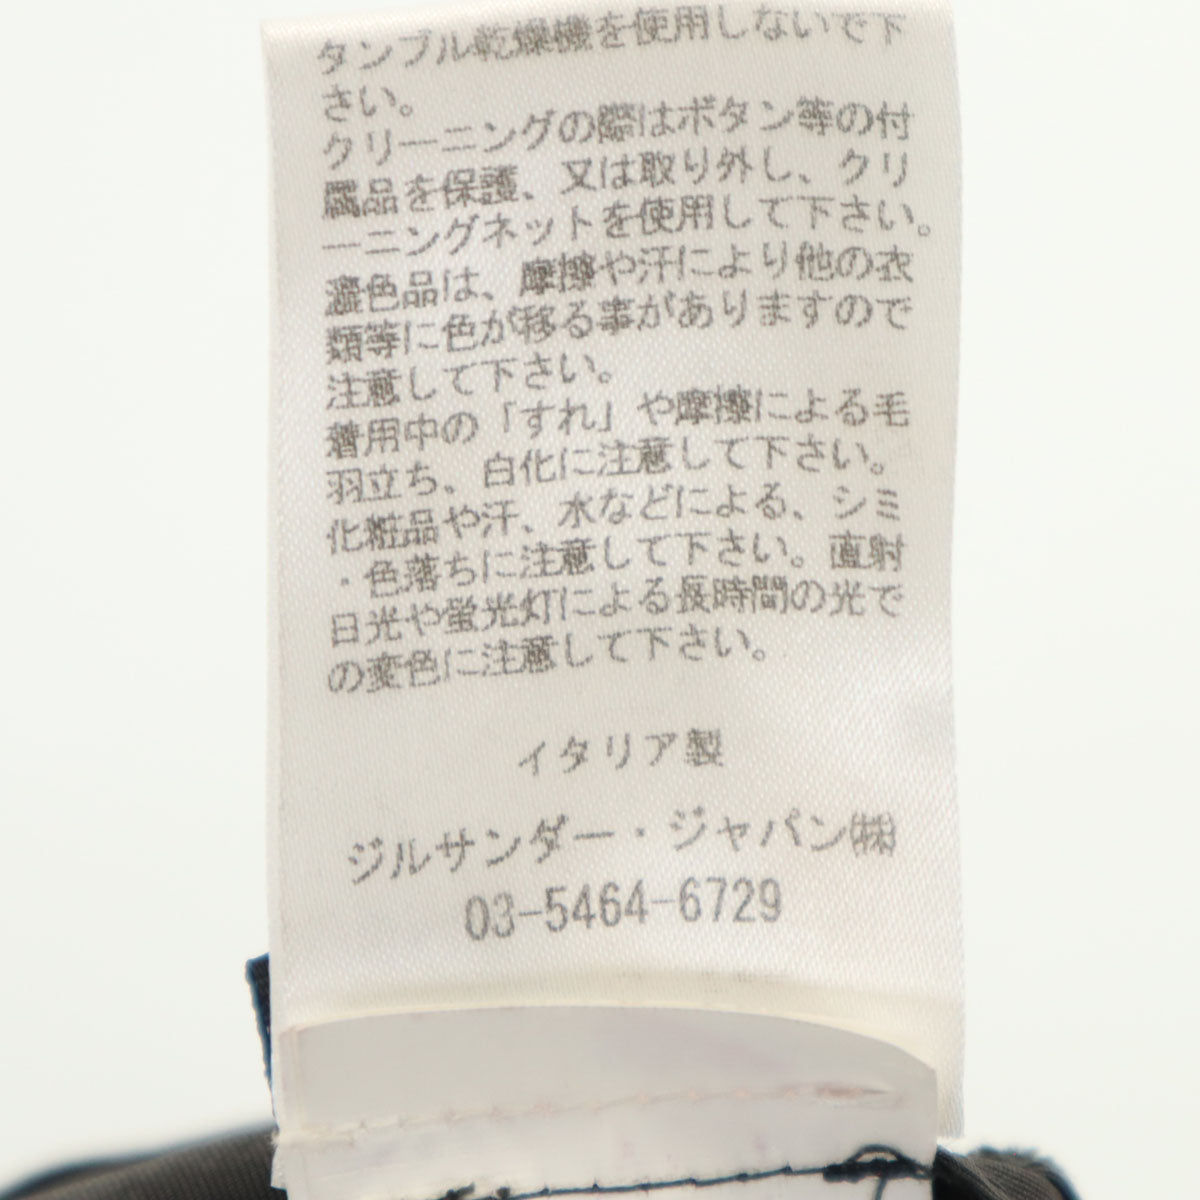 タンブル乾燥機を使用しないで下
さい。
クリーニングの際はボタン等の付
属品を保護、又は取り外し、クリ
ーニングネットを使用して下さい。
濃色品は、摩擦や汗により他の衣
類等に色が移る事がありますので
注意して下さい。
着用中の「すれ」や摩擦による毛
羽立ち、白化に注意して下さい。
化粧品や汗、水などによる、シミ
・色落ちに注意して下さい。直射
日光や蛍光灯による長時間の光で
の変色に注意して下さい。
イタリア製
ジルサンダー・ジャパン㈱
03-5464-6729